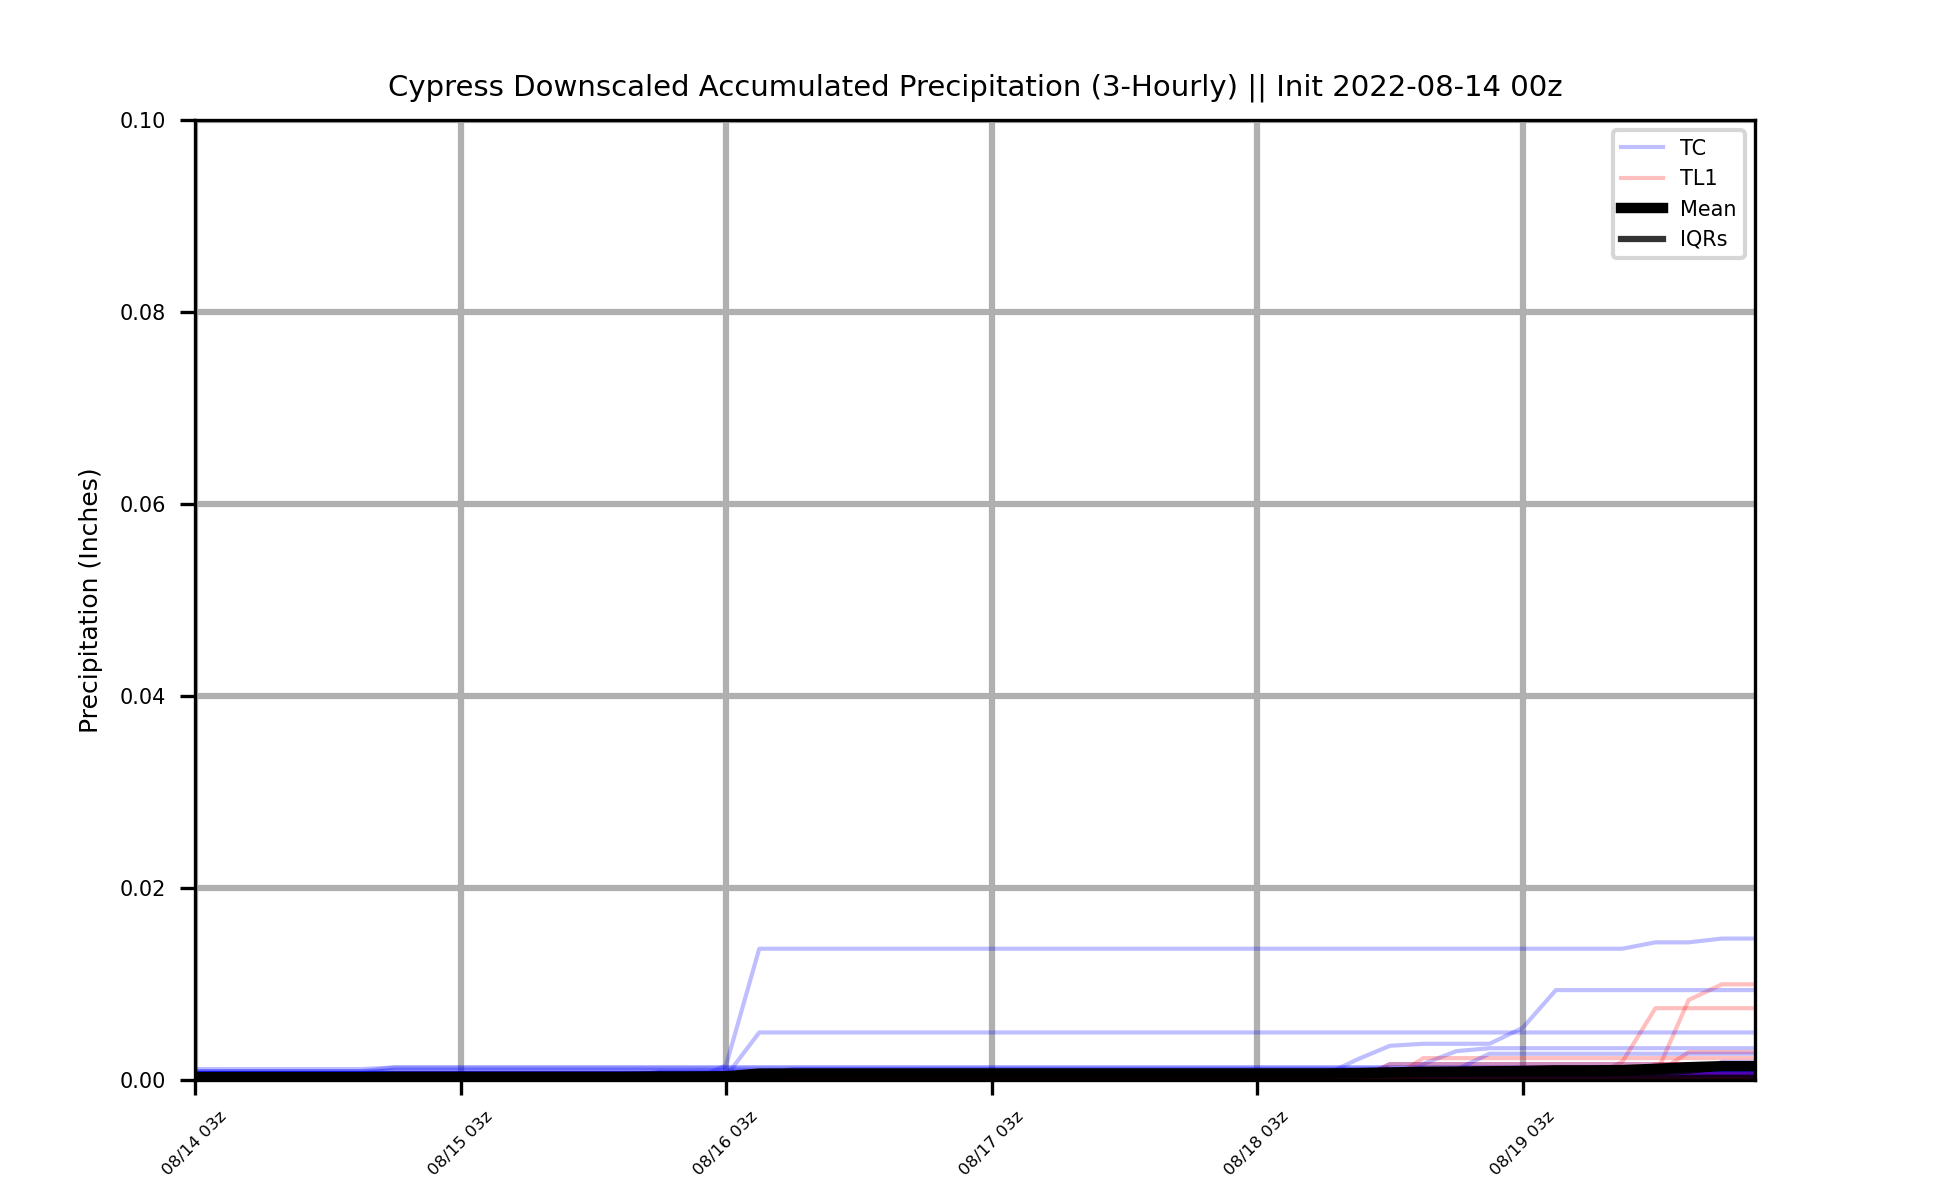 Cypress Downscaled Accumulated Precipitation (3-Hourly) || Init 2022-08-14 00z
TC
TL1
Mean
IQRs
Precipitation (Inches)
0.10
0.08
0.06
0.04
0.02
0.00
08/14 03z
08/15 03z
08/16 03z
08/17 03z
08/18 03z
08/19 03z